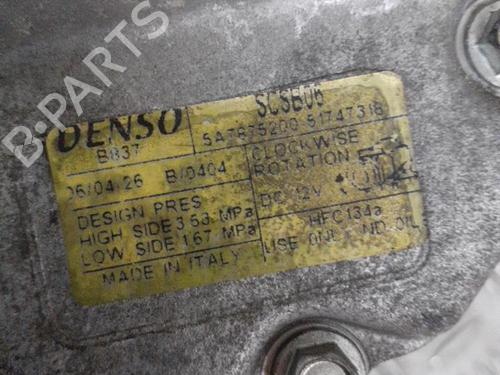 B-PARTS
DENSO SCSB06
B837 5A7875200 51747318
06/04/26 B/0404
CLOCKWISE
ROTATION
DC 12V
DESIGN PRES
HIGH SIDE 3.53 MPa
LOW SIDE 1.67 MPa
HFC134a
USE ONLY ND-OIL
MADE IN ITALY